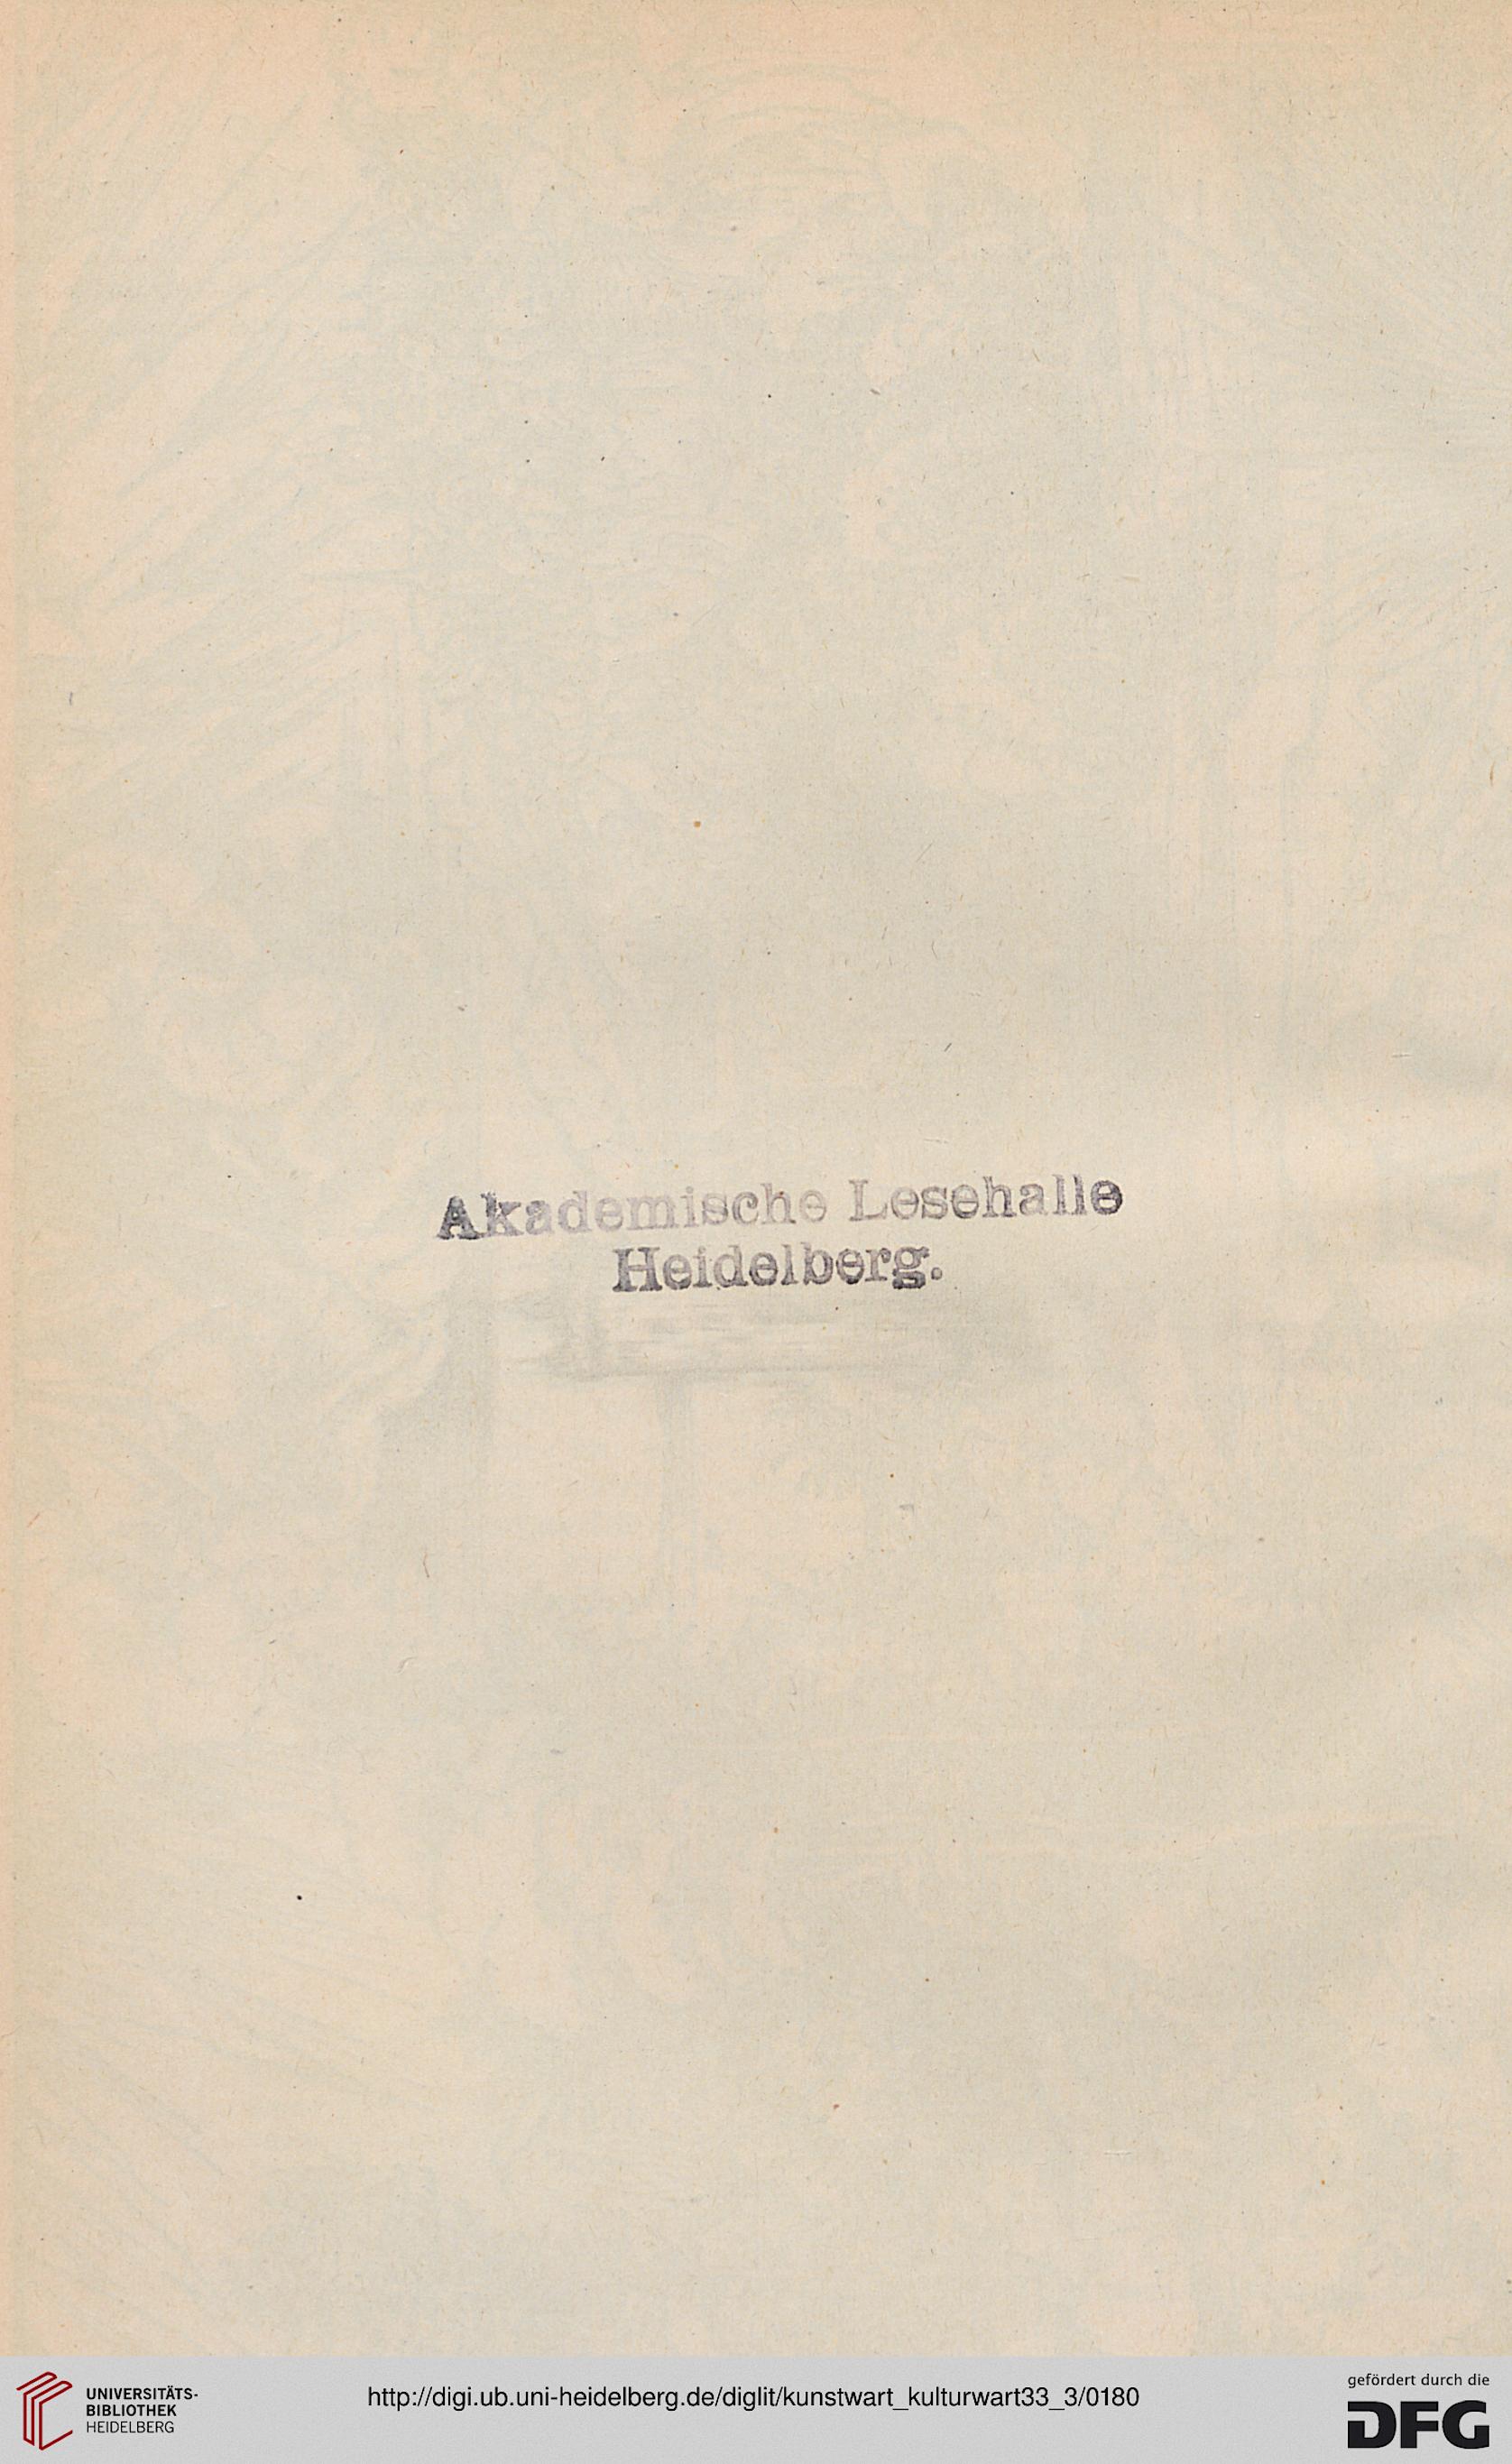 Akademische Lesehalle
Heidelberg.
UNIVERSITÄTS-
BIBLIOTHEK
HEIDELBERG
http://digi.ub.uni-heidelberg.de/diglit/kunstwart_kulturwart33_3/0180
gefördert durch die
DFG